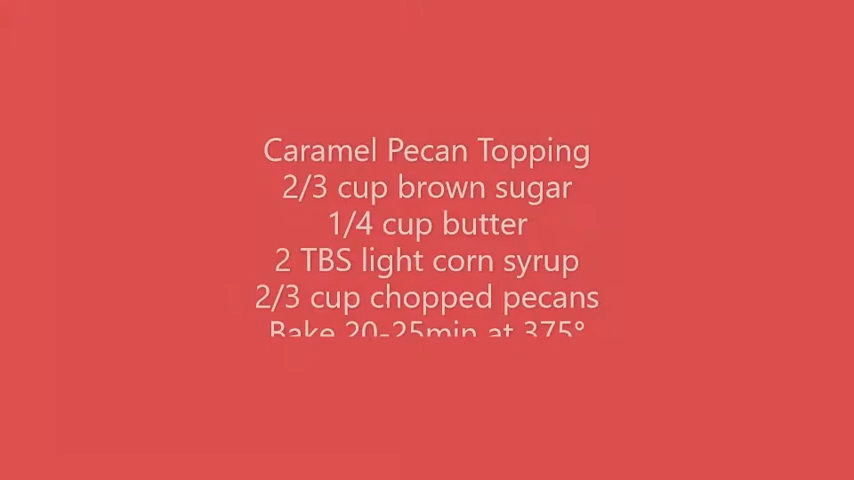 Caramel Pecan Topping
2/3 cup brown sugar
1/4 cup butter
2 TBS light corn syrup
2/3 cup chopped pecans
Bake 20-25min at 375°